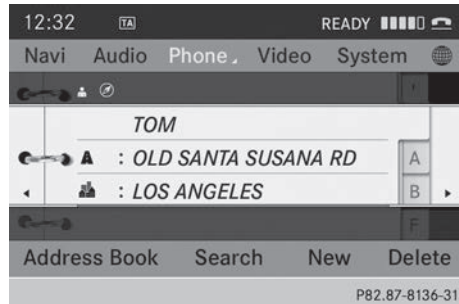 12:32 TA READY
Navi Audio Phone Video System
TOM
A : OLD SANTA SUSANA RD A
: LOS ANGELES B
F
Address Book Search New Delete
P82.87-8136-31